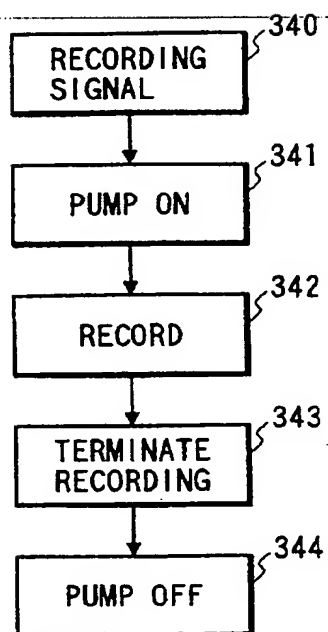 340
RECORDING
SIGNAL
341
PUMP ON
342
RECORD
343
TERMINATE
RECORDING
344
PUMP OFF